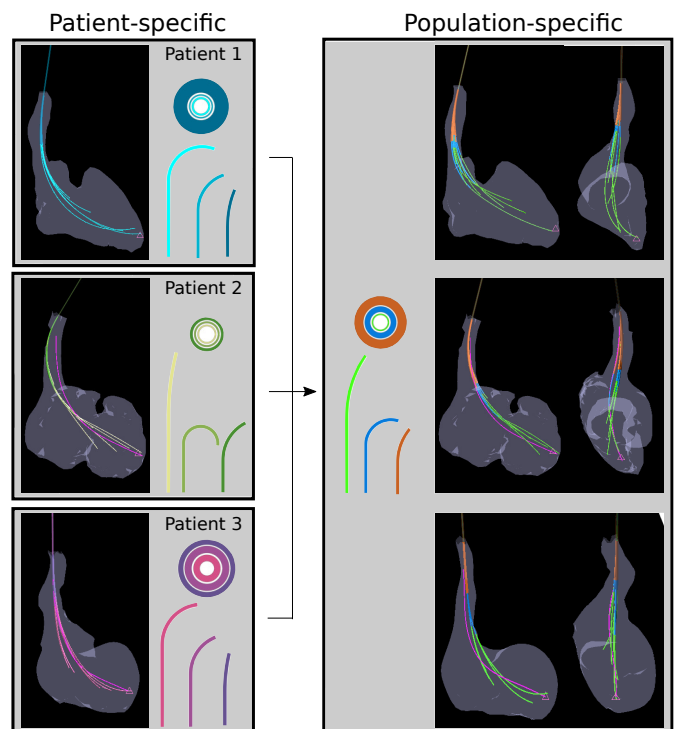 Patient-specific
Population-specific
Patient 1
Patient 2
Patient 3